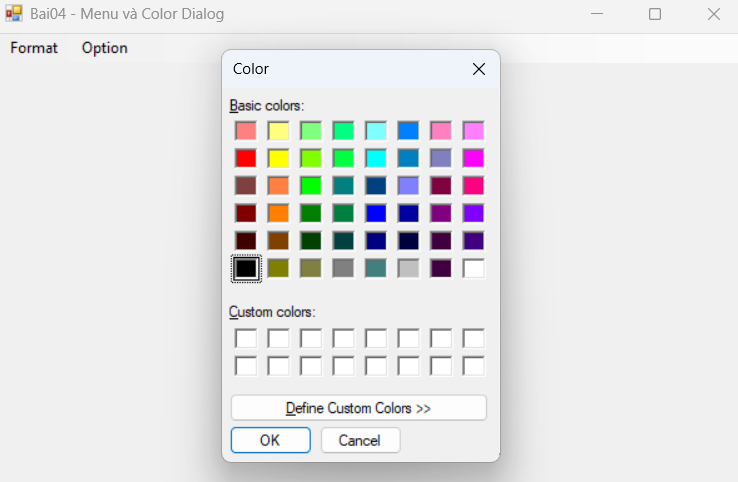 Bai04 - Menu và Color Dialog
Format Option
Color
Basic colors:
Custom colors:
Define Custom Colors >>
OK Cancel